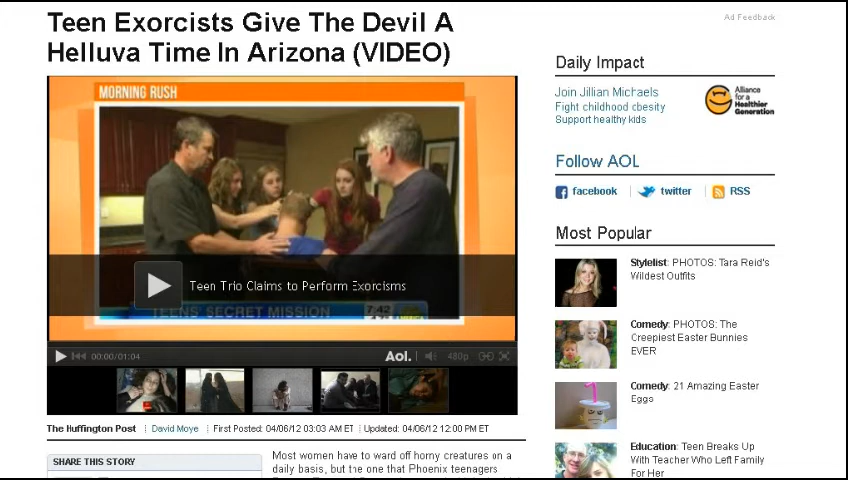 Ad Feedback
Teen Exorcists Give The Devil A
Helluva Time In Arizona (VIDEO)
MORNING RUSH
Teen Trio Claims to Perform Exorcisms
TEENS' SECRET MISSION
7:43
00:00/01:04
Aol.
480p
The Huffington Post
David Moye
First Posted: 04/06/12 03:03 AM ET
Updated: 04/06/12 12:00 PM ET
SHARE THIS STORY
Most women have to ward off horny creatures on a
daily basis, but the one that Phoenix teenagers
Daily Impact
Join Jillian Michaels
Fight childhood obesity
Support healthy kids
Alliance
for a
Healthier
Generation
Follow AOL
facebook
twitter
RSS
Most Popular
Stylelist: PHOTOS: Tara Reid's
Wildest Outfits
Comedy: PHOTOS: The
Creepiest Easter Bunnies
EVER
Comedy: 21 Amazing Easter
Eggs
Education: Teen Breaks Up
With Teacher Who Left Family
For Her